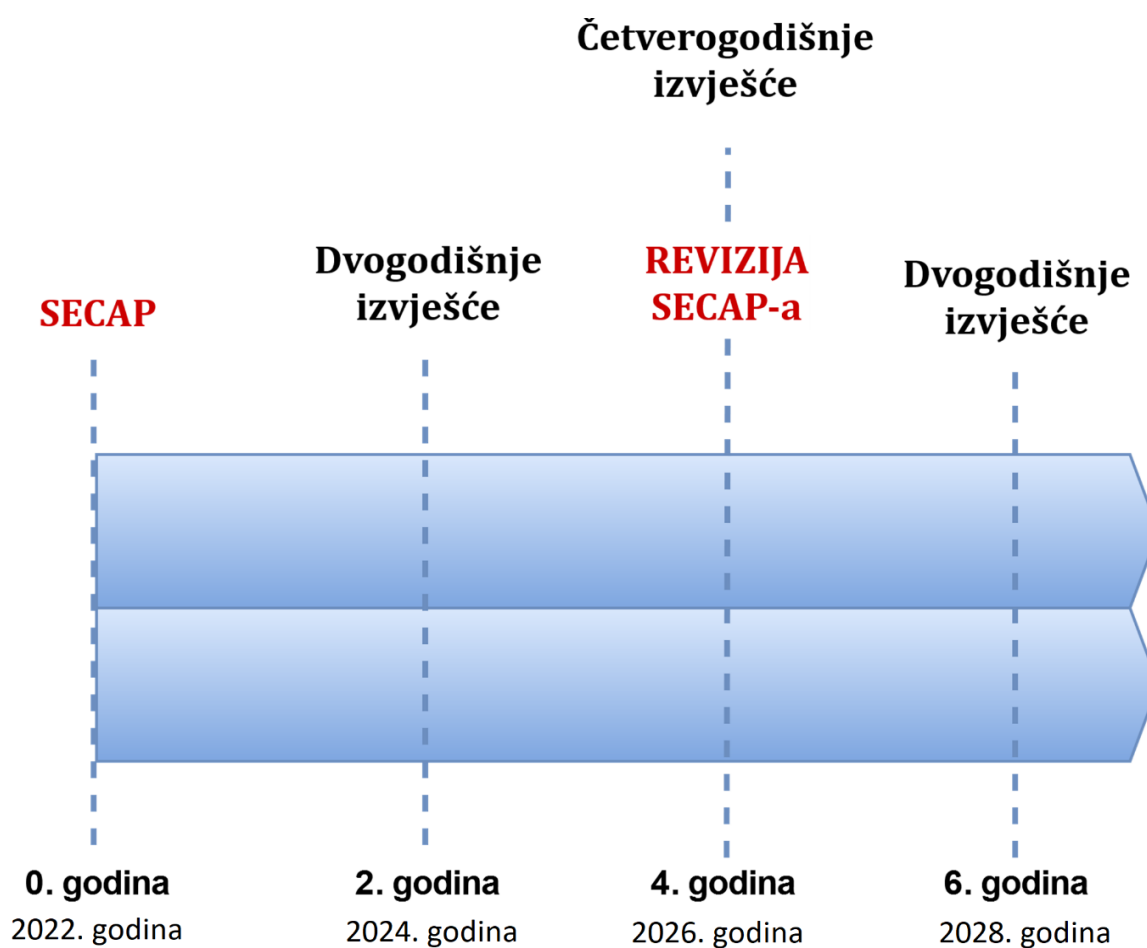 Četverogodišnje
izvješće
SECAP
Dvogodišnje
izvješće
REVIZIJA
SECAP-a
Dvogodišnje
izvješće
0. godina
2022. godina
2. godina
2024. godina
4. godina
2026. godina
6. godina
2028. godina